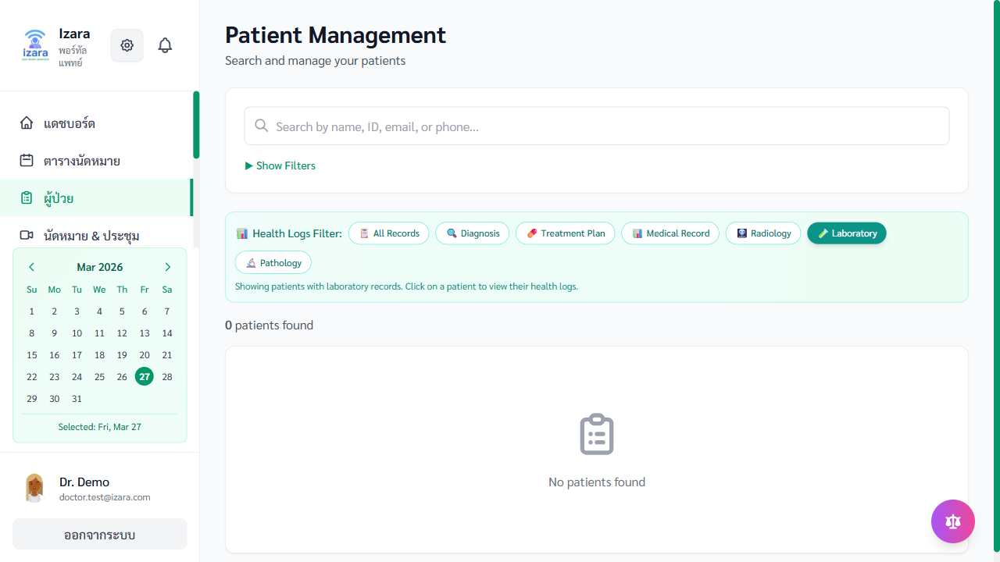 Izara
พอร์ทัล
แพทย์
izara
แดชบอร์ด
ตารางนัดหมาย
ผู้ป่วย
นัดหมาย & ประชุม
Mar 2026
Su Mo Tu We Th Fr Sa
1 2 3 4 5 6 7
8 9 10 11 12 13 14
15 16 17 18 19 20 21
22 23 24 25 26 27 28
29 30 31
Selected: Fri, Mar 27
Dr. Demo
doctor.test@izara.com
ออกจากระบบ
Patient Management
Search and manage your patients
Search by name, ID, email, or phone...
▶ Show Filters
Health Logs Filter: All Records Diagnosis Treatment Plan Medical Record Radiology Laboratory
Pathology
Showing patients with laboratory records. Click on a patient to view their health logs.
0 patients found
No patients found